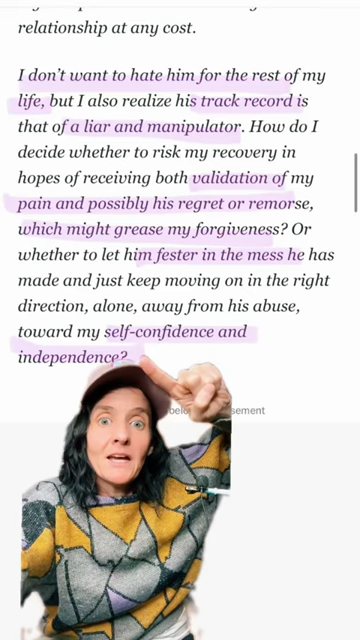 relationship at any cost.
I don't want to hate him for the rest of my
life, but I also realize his track record is
that of a liar and manipulator. How do I
decide whether to risk my recovery in
hopes of receiving both validation of my
pain and possibly his regret or remorse,
which might grease my forgiveness? Or
whether to let him fester in the mess he has
made and just keep moving on in the right
direction, alone, away from his abuse,
toward my self-confidence and
independence?